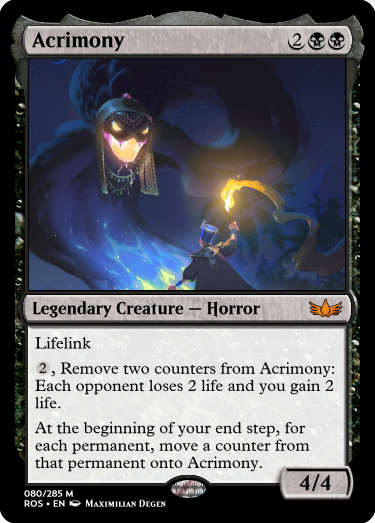 Acrimony 2
Legendary Creature — Horror
Lifelink
2, Remove two counters from Acrimony:
Each opponent loses 2 life and you gain 2
life.
At the beginning of your end step, for
each permanent, move a counter from
that permanent onto Acrimony.
4/4
080/285 M
ROS • EN Maximilian Degen